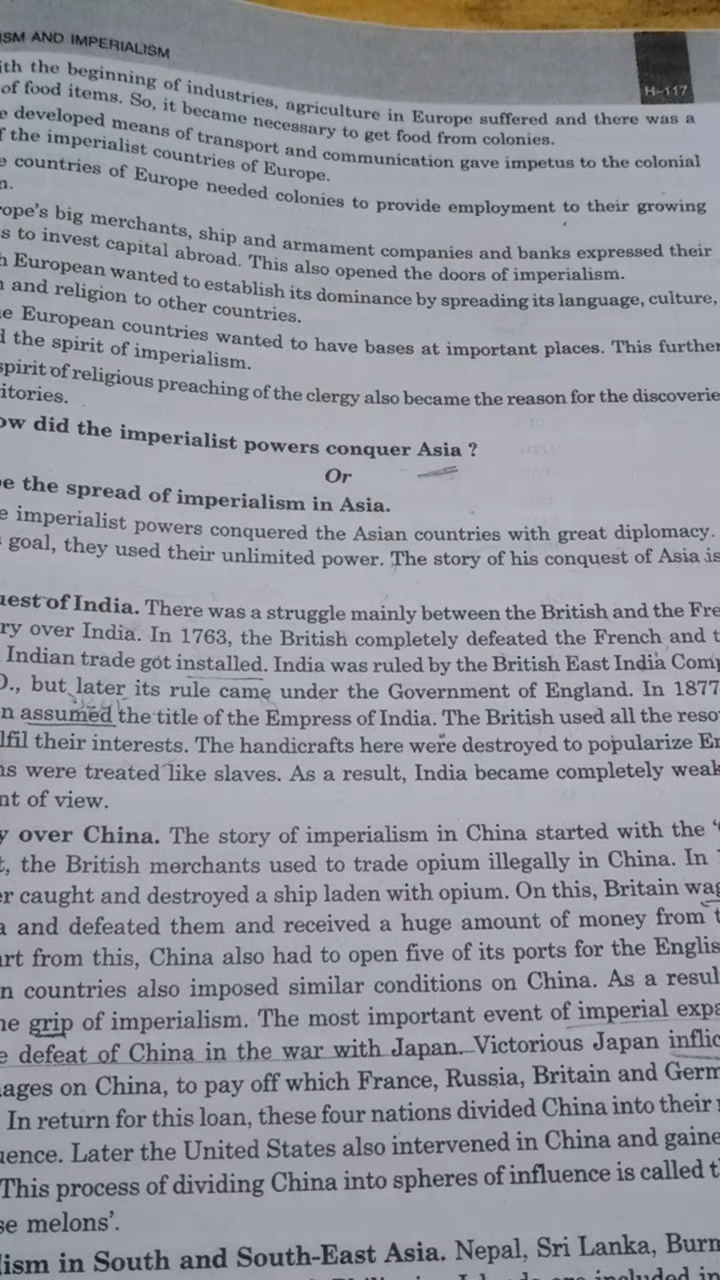 ISM AND IMPERIALISM
H-117
ith the beginning of industries, agriculture in Europe suffered and there was a
of food items. So, it became necessary to get food from colonies.
e developed means of transport and communication gave impetus to the colonial
f the imperialist countries of Europe.
e countries of Europe needed colonies to provide employment to their growing
n.
rope's big merchants, ship and armament companies and banks expressed their
s to invest capital abroad. This also opened the doors of imperialism.
h European wanted to establish its dominance by spreading its language, culture,
n and religion to other countries.
e European countries wanted to have bases at important places. This further
d the spirit of imperialism.
spirit of religious preaching of the clergy also became the reason for the discoverie
itories.
ow did the imperialist powers conquer Asia ?
Or
be the spread of imperialism in Asia.
e imperialist powers conquered the Asian countries with great diplomacy.
goal, they used their unlimited power. The story of his conquest of Asia is
uest of India. There was a struggle mainly between the British and the Fre
ry over India. In 1763, the British completely defeated the French and t
Indian trade got installed. India was ruled by the British East India Comp
D., but later its rule came under the Government of England. In 1877
n assumed the title of the Empress of India. The British used all the reso
lfil their interests. The handicrafts here were destroyed to popularize En
ns were treated like slaves. As a result, India became completely weak
nt of view.
y over China. The story of imperialism in China started with the
t, the British merchants used to trade opium illegally in China. In
er caught and destroyed a ship laden with opium. On this, Britain wag
a and defeated them and received a huge amount of money from t
art from this, China also had to open five of its ports for the Englis
n countries also imposed similar conditions on China. As a resul
he grip of imperialism. The most important event of imperial expa
e defeat of China in the war with Japan. Victorious Japan inflic
ages on China, to pay off which France, Russia, Britain and Germ
In return for this loan, these four nations divided China into their
uence. Later the United States also intervened in China and gaine
This process of dividing China into spheres of influence is called t
se melons'.
lism in South and South-East Asia. Nepal, Sri Lanka, Burm
included in